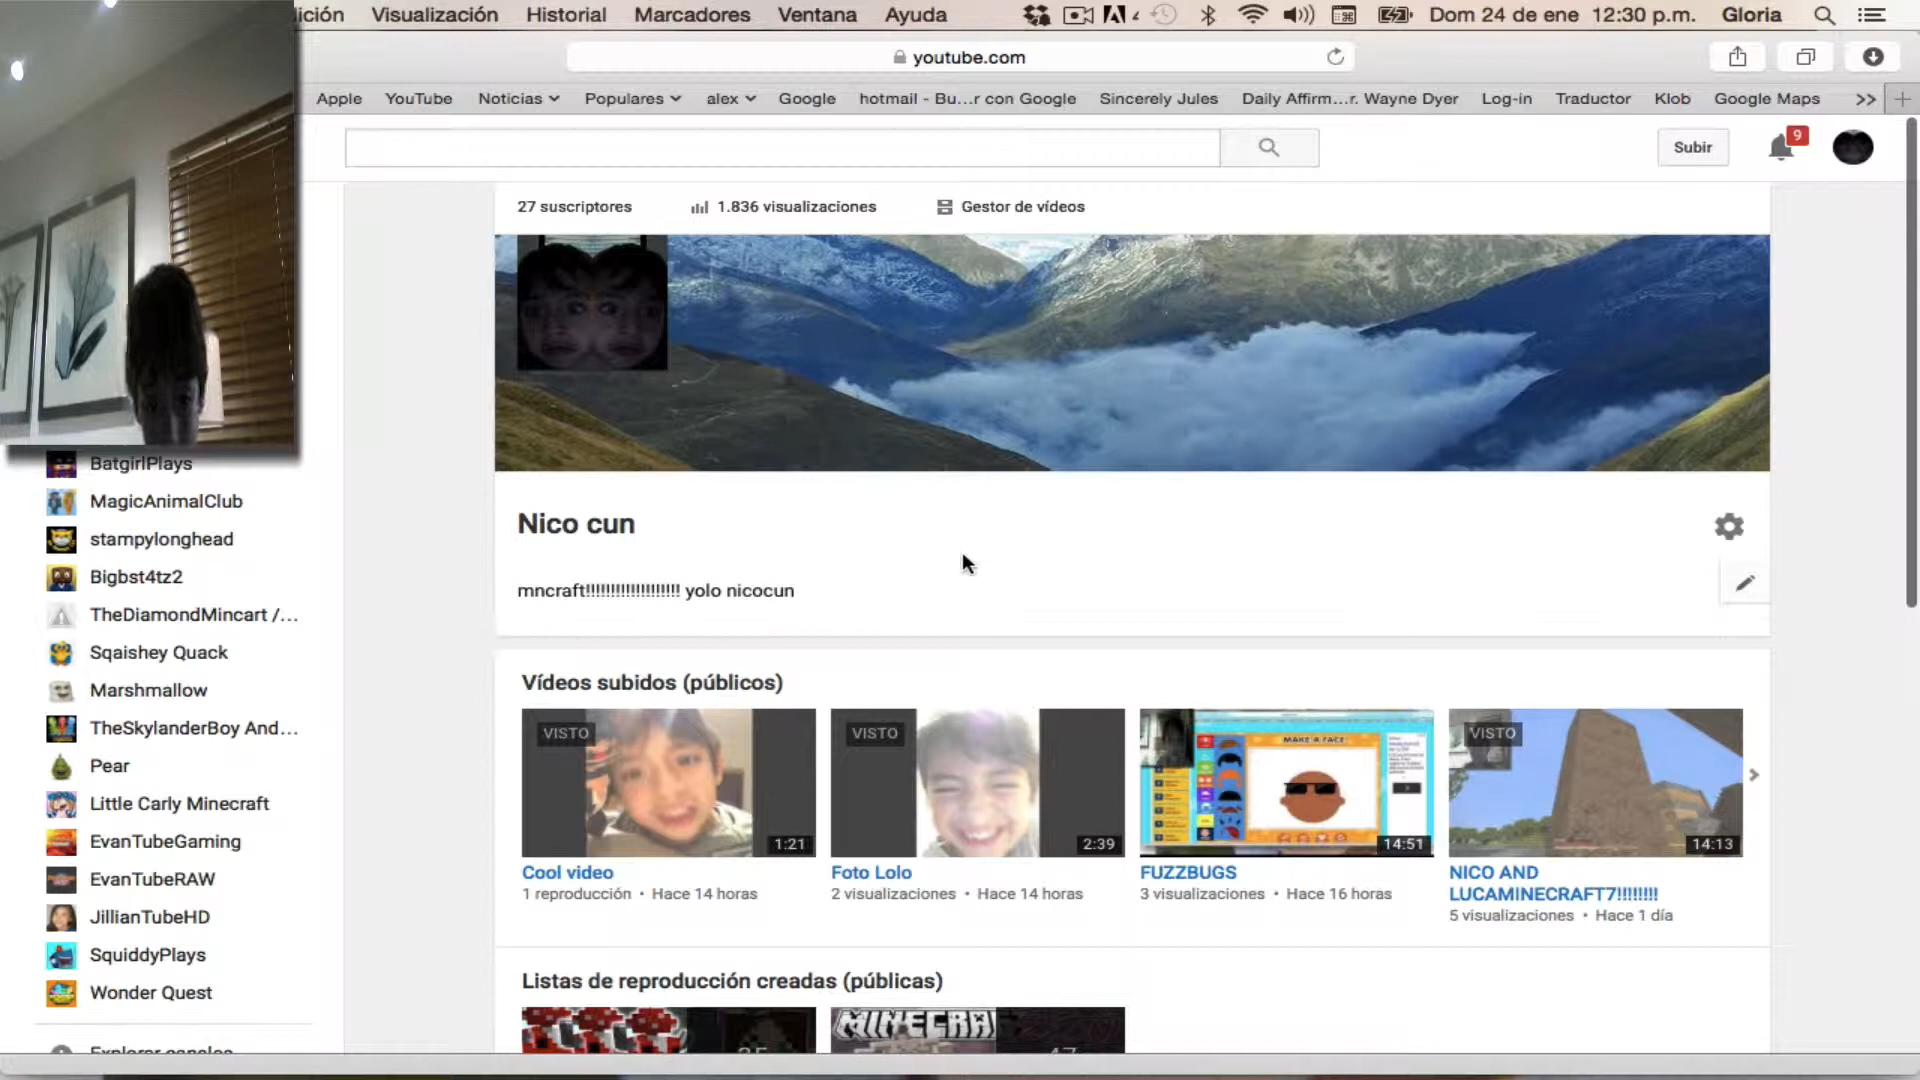 ición Visualización Historial Marcadores Ventana Ayuda Dom 24 de ene 12:30 p.m. Gloria
youtube.com
Apple YouTube Noticias Populares alex Google hotmail - Bu...r con Google Sincerely Jules Daily Affirm...r. Wayne Dyer Log-in Traductor Klob Google Maps >>
Subir 9
27 suscriptores 1.836 visualizaciones Gestor de vídeos
Nico cun
mncraft!!!!!!!!!!!!!!!!!!! yolo nicocun
BatgirlPlays
MagicAnimalClub
stampylonghead
Bigbst4tz2
TheDiamondMincart /...
Sqaishey Quack
Marshmallow
TheSkylanderBoy And...
Pear
Little Carly Minecraft
EvanTubeGaming
EvanTubeRAW
JillianTubeHD
SquiddyPlays
Wonder Quest
Explorar canales
Vídeos subidos (públicos)
VISTO VISTO VISTO
MAKE A FACE
1:21 2:39 14:51 14:13
Cool video
1 reproducción • Hace 14 horas
Foto Lolo
2 visualizaciones • Hace 14 horas
FUZZBUGS
3 visualizaciones • Hace 16 horas
NICO AND
LUCAMINECRAFT7!!!!!!!!
5 visualizaciones • Hace 1 día
Listas de reproducción creadas (públicas)